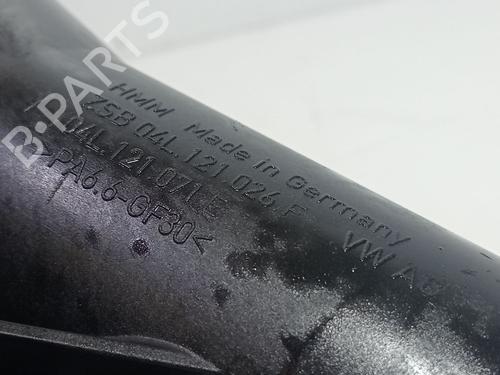 HMM Made in Germany
ZSB 04L 121 026 F
04L 121 071 E
>PA6.6-GF30<
VW AG
B-PARTS